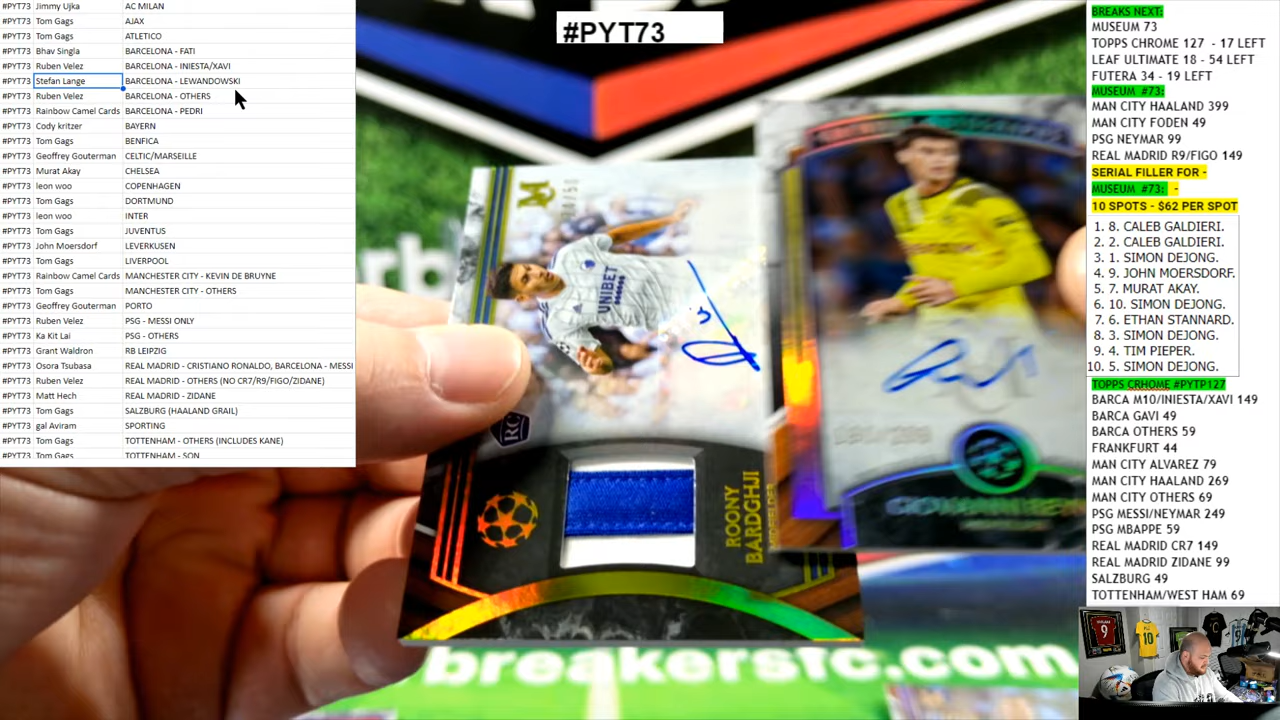 #PYT73 Jimmy Ujka AC MILAN
#PYT73 Tom Gags AJAX
#PYT73 Tom Gags ATLETICO
#PYT73 Bhav Singla BARCELONA - FATI
#PYT73 Ruben Velez BARCELONA - INIESTA/XAVI
#PYT73 Stefan Lange BARCELONA - LEWANDOWSKI
#PYT73 Ruben Velez BARCELONA - OTHERS
#PYT73 Rainbow Camel Cards BARCELONA - PEDRI
#PYT73 Cody kritzer BAYERN
#PYT73 Tom Gags BENFICA
#PYT73 Geoffrey Gouterman CELTIC/MARSEILLE
#PYT73 Murat Akay CHELSEA
#PYT73 leon woo COPENHAGEN
#PYT73 Tom Gags DORTMUND
#PYT73 leon woo INTER
#PYT73 Tom Gags JUVENTUS
#PYT73 John Moersdorf LEVERKUSEN
#PYT73 Tom Gags LIVERPOOL
#PYT73 Rainbow Camel Cards MANCHESTER CITY - KEVIN DE BRUYNE
#PYT73 Tom Gags MANCHESTER CITY - OTHERS
#PYT73 Geoffrey Gouterman PORTO
#PYT73 Ruben Velez PSG - MESSI ONLY
#PYT73 Ka Kit Lai PSG - OTHERS
#PYT73 Grant Waldron RB LEIPZIG
#PYT73 Osora Tsubasa REAL MADRID - CRISTIANO RONALDO, BARCELONA - MESSI
#PYT73 Ruben Velez REAL MADRID - OTHERS (NO CR7/R9/FIGO/ZIDANE)
#PYT73 Matt Hech REAL MADRID - ZIDANE
#PYT73 Tom Gags SALZBURG (HAALAND GRAIL)
#PYT73 gal Aviram SPORTING
#PYT73 Tom Gags TOTTENHAM - OTHERS (INCLUDES KANE)
#PYT73 Tom Gags TOTTENHAM - SON
#PYT73
UNIBET
RC
ROONY
BARDGHJI
MIDFIELDER
breakersfc.com
BREAKS NEXT:
MUSEUM 73
TOPPS CHROME 127 - 17 LEFT
LEAF ULTIMATE 18 - 54 LEFT
FUTERA 34 - 19 LEFT
MUSEUM #73:
MAN CITY HAALAND 399
MAN CITY FODEN 49
PSG NEYMAR 99
REAL MADRID R9/FIGO 149
SERIAL FILLER FOR -
MUSEUM #73: -
10 SPOTS - $62 PER SPOT
1. 8. CALEB GALDIERI.
2. 2. CALEB GALDIERI.
3. 1. SIMON DEJONG.
4. 9. JOHN MOERSDORF.
5. 7. MURAT AKAY.
6. 10. SIMON DEJONG.
7. 6. ETHAN STANNARD.
8. 3. SIMON DEJONG.
9. 4. TIM PIEPER.
10. 5. SIMON DEJONG.
TOPPS CRHOME #PYTP127
BARCA M10/INIESTA/XAVI 149
BARCA GAVI 49
BARCA OTHERS 59
FRANKFURT 44
MAN CITY ALVAREZ 79
MAN CITY HAALAND 269
MAN CITY OTHERS 69
PSG MESSI/NEYMAR 249
PSG MBAPPE 59
REAL MADRID CR7 149
REAL MADRID ZIDANE 99
SALZBURG 49
TOTTENHAM/WEST HAM 69
9
10